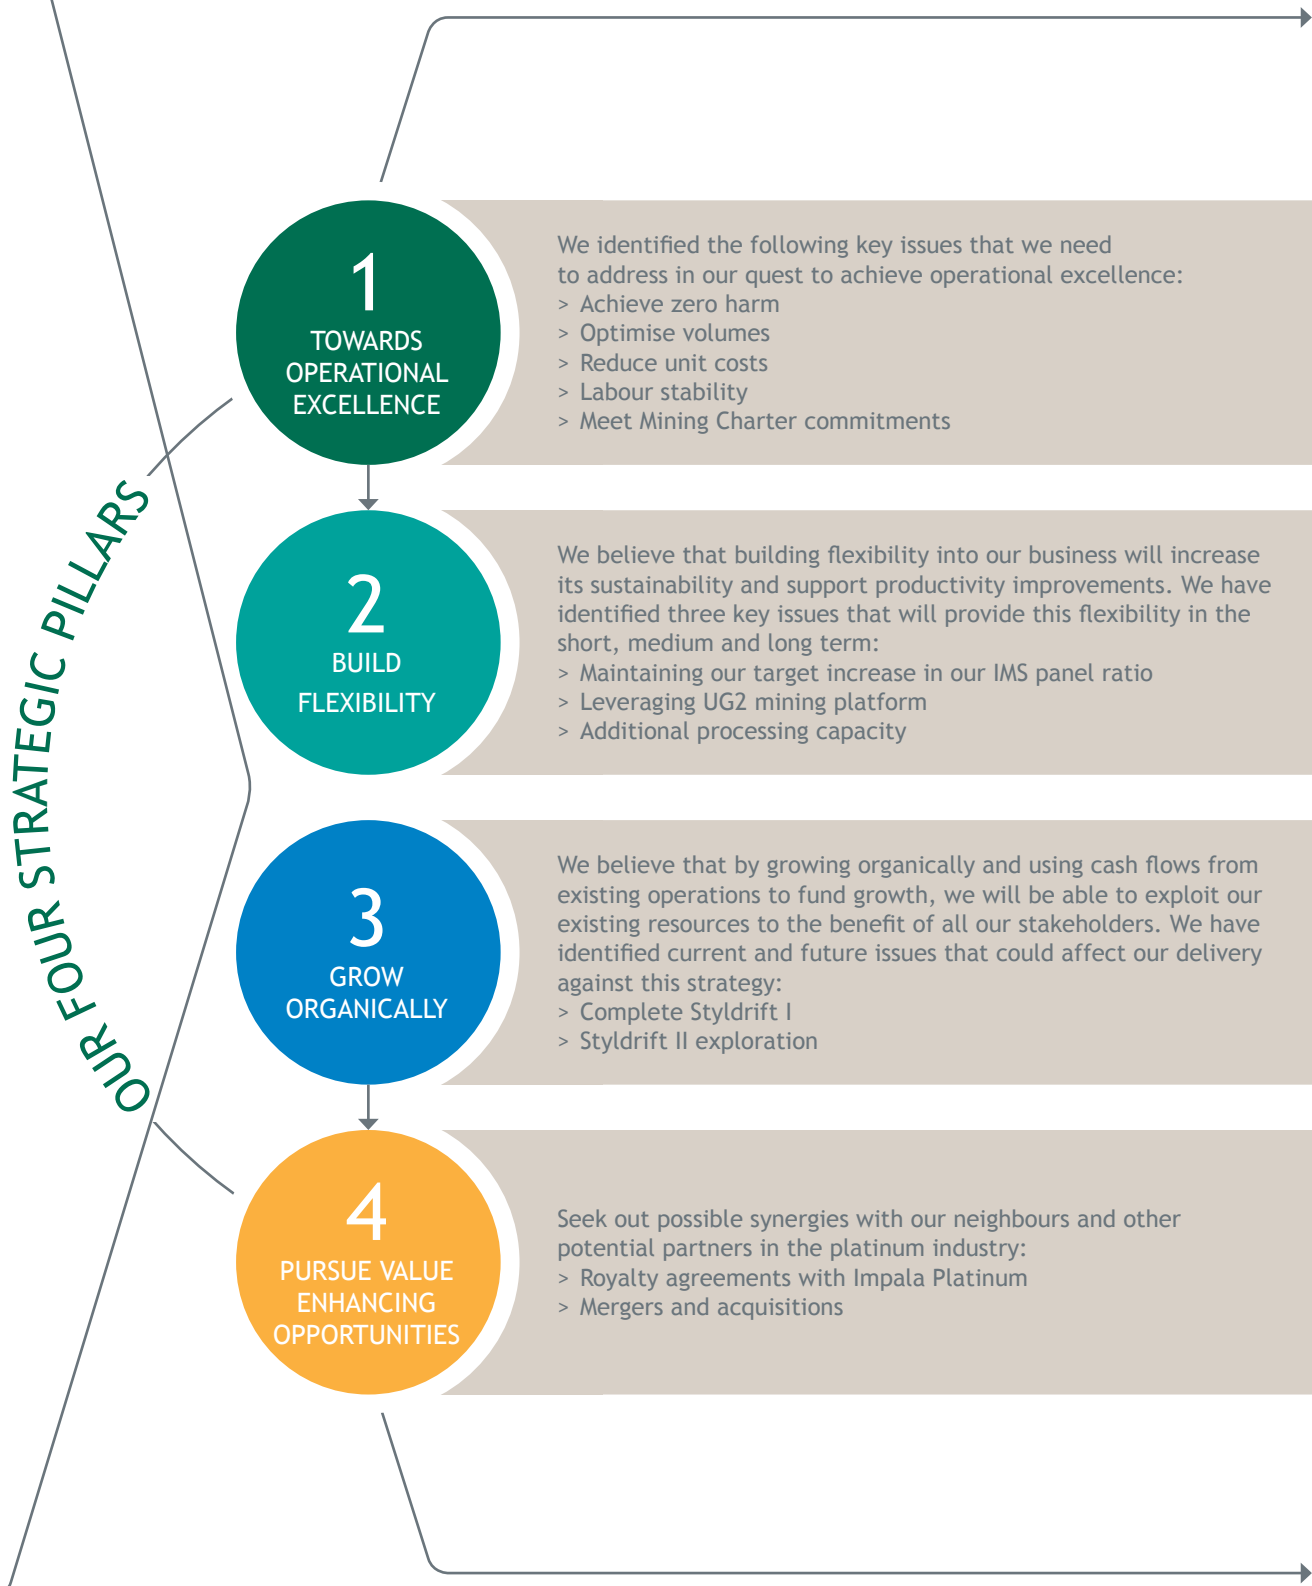 OUR FOUR STRATEGIC PILLARS
1
TOWARDS
OPERATIONAL
EXCELLENCE
We identified the following key issues that we need
to address in our quest to achieve operational excellence:
> Achieve zero harm
> Optimise volumes
> Reduce unit costs
> Labour stability
> Meet Mining Charter commitments
2
BUILD
FLEXIBILITY
We believe that building flexibility into our business will increase
its sustainability and support productivity improvements. We have
identified three key issues that will provide this flexibility in the
short, medium and long term:
> Maintaining our target increase in our IMS panel ratio
> Leveraging UG2 mining platform
> Additional processing capacity
3
GROW
ORGANICALLY
We believe that by growing organically and using cash flows from
existing operations to fund growth, we will be able to exploit our
existing resources to the benefit of all our stakeholders. We have
identified current and future issues that could affect our delivery
against this strategy:
> Complete Styldrift I
> Styldrift II exploration
4
PURSUE VALUE
ENHANCING
OPPORTUNITIES
Seek out possible synergies with our neighbours and other
potential partners in the platinum industry:
> Royalty agreements with Impala Platinum
> Mergers and acquisitions